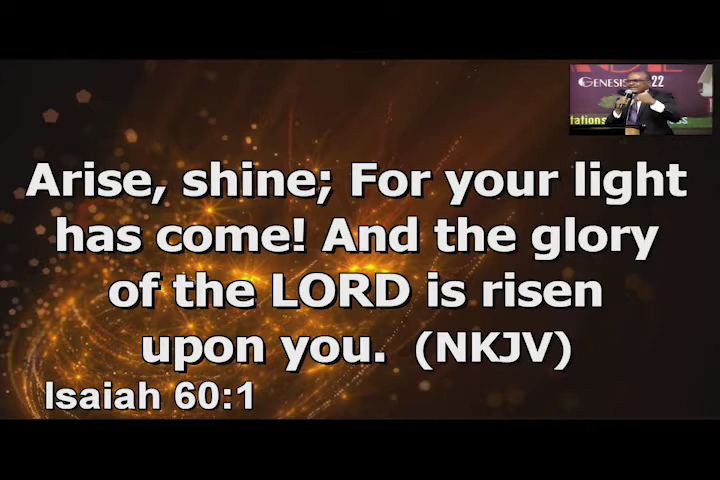 GENESIS 22
Arise, shine; For your light
has come! And the glory
of the LORD is risen
upon you. (NKJV)
Isaiah 60:1